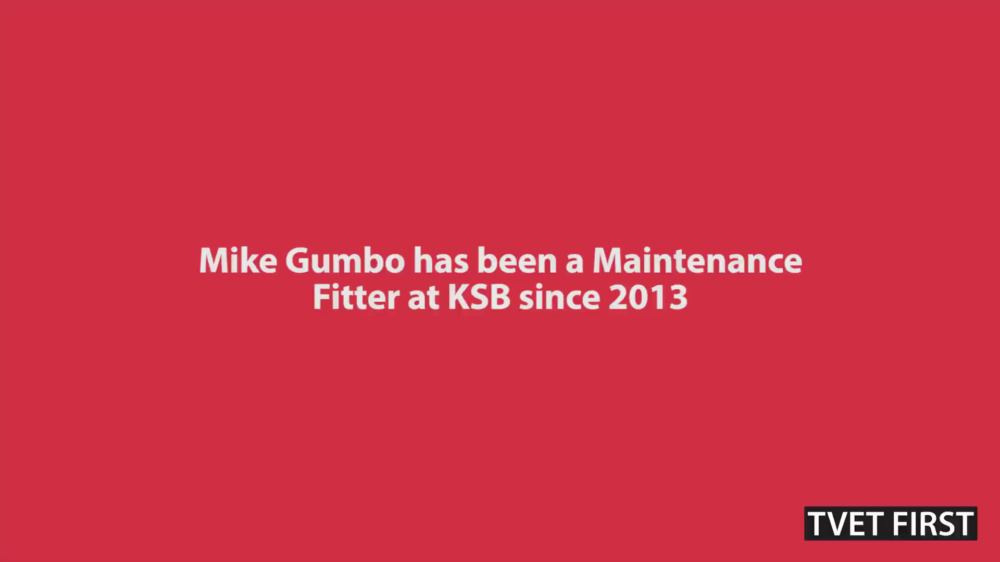 Mike Gumbo has been a Maintenance
Fitter at KSB since 2013
TVET FIRST